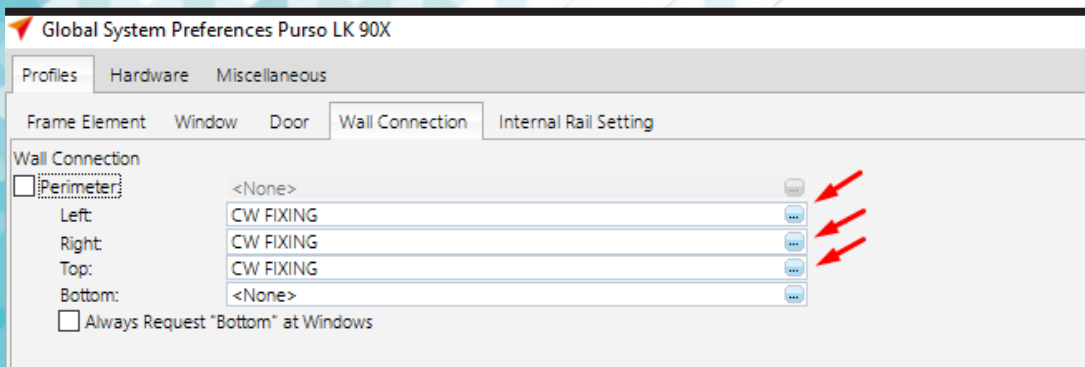 Global System Preferences Purso LK 90X
Profiles Hardware Miscellaneous
Frame Element Window Door Wall Connection Internal Rail Setting
Wall Connection
Perimeter: <None>
Left: CW FIXING
Right: CW FIXING
Top: CW FIXING
Bottom: <None>
Always Request "Bottom" at Windows